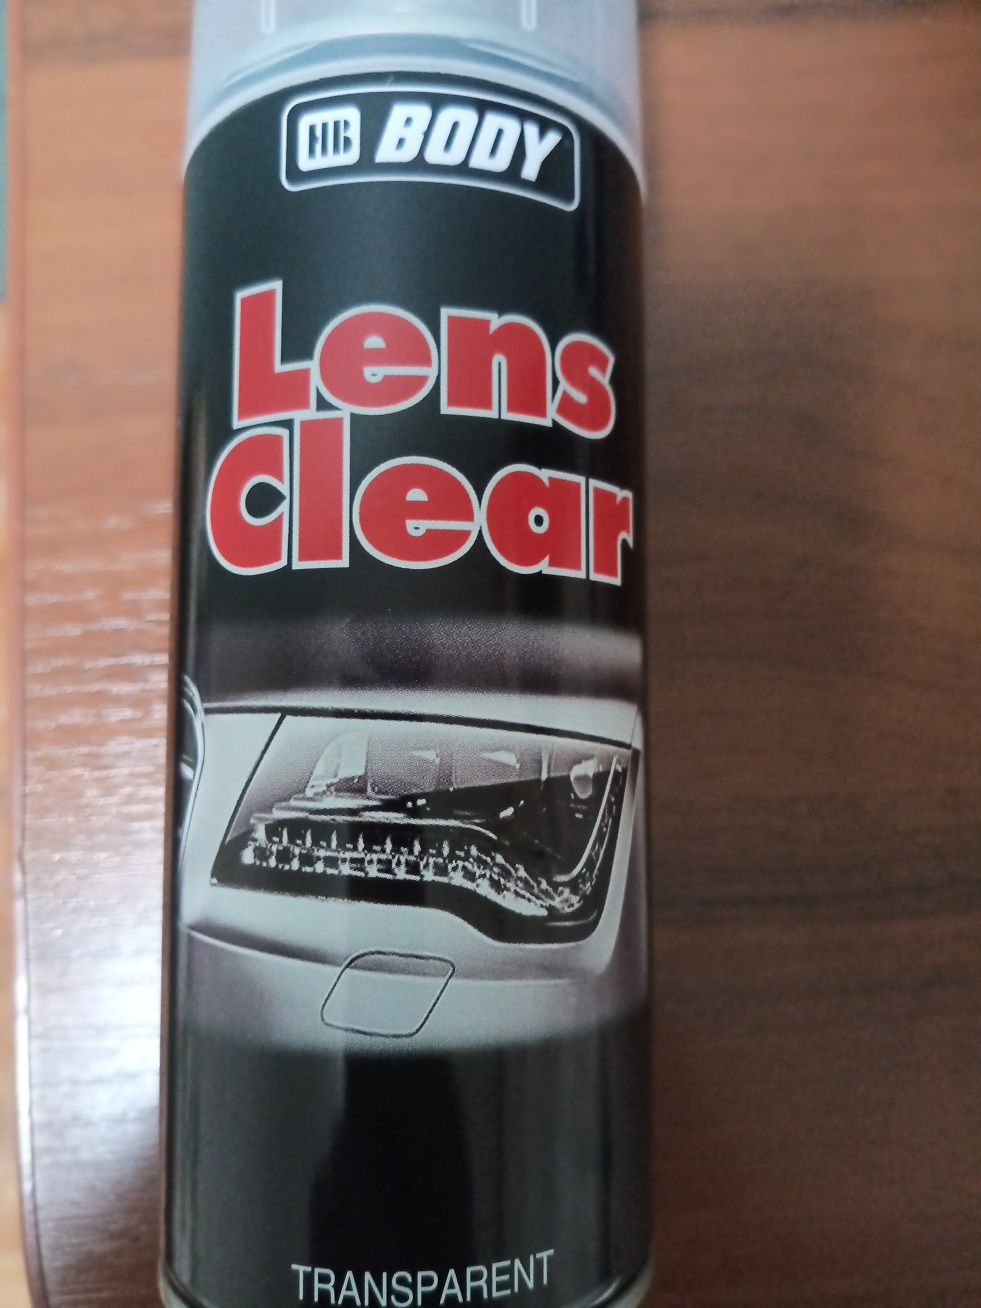 HB BODY
Lens
Clear
TRANSPARENT